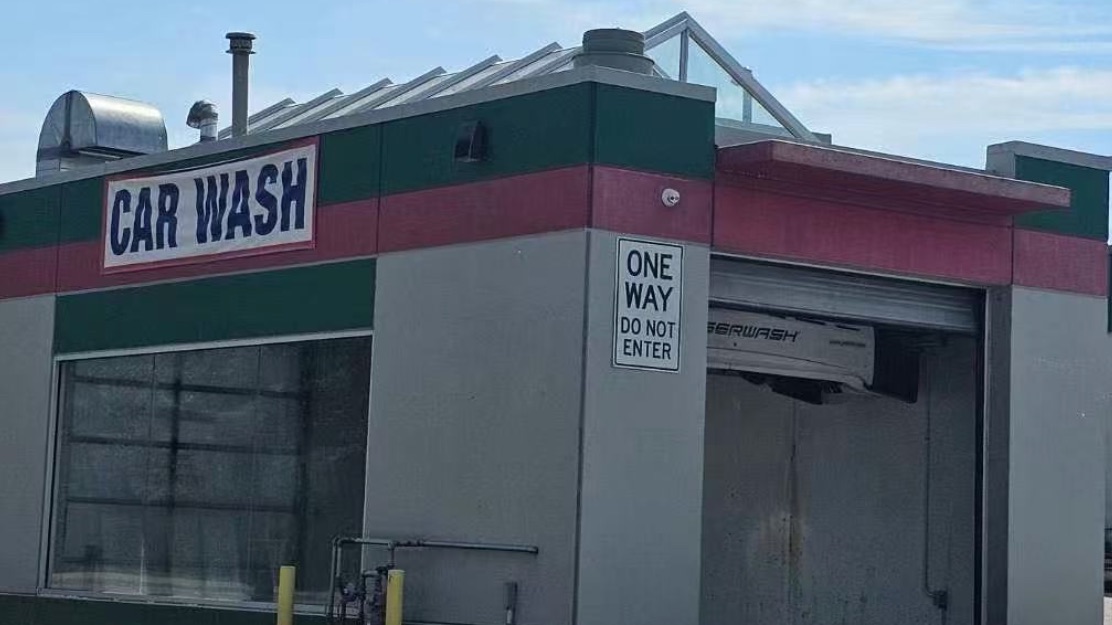 CAR WASH
ONE
WAY
DO NOT
ENTER
SERWASH